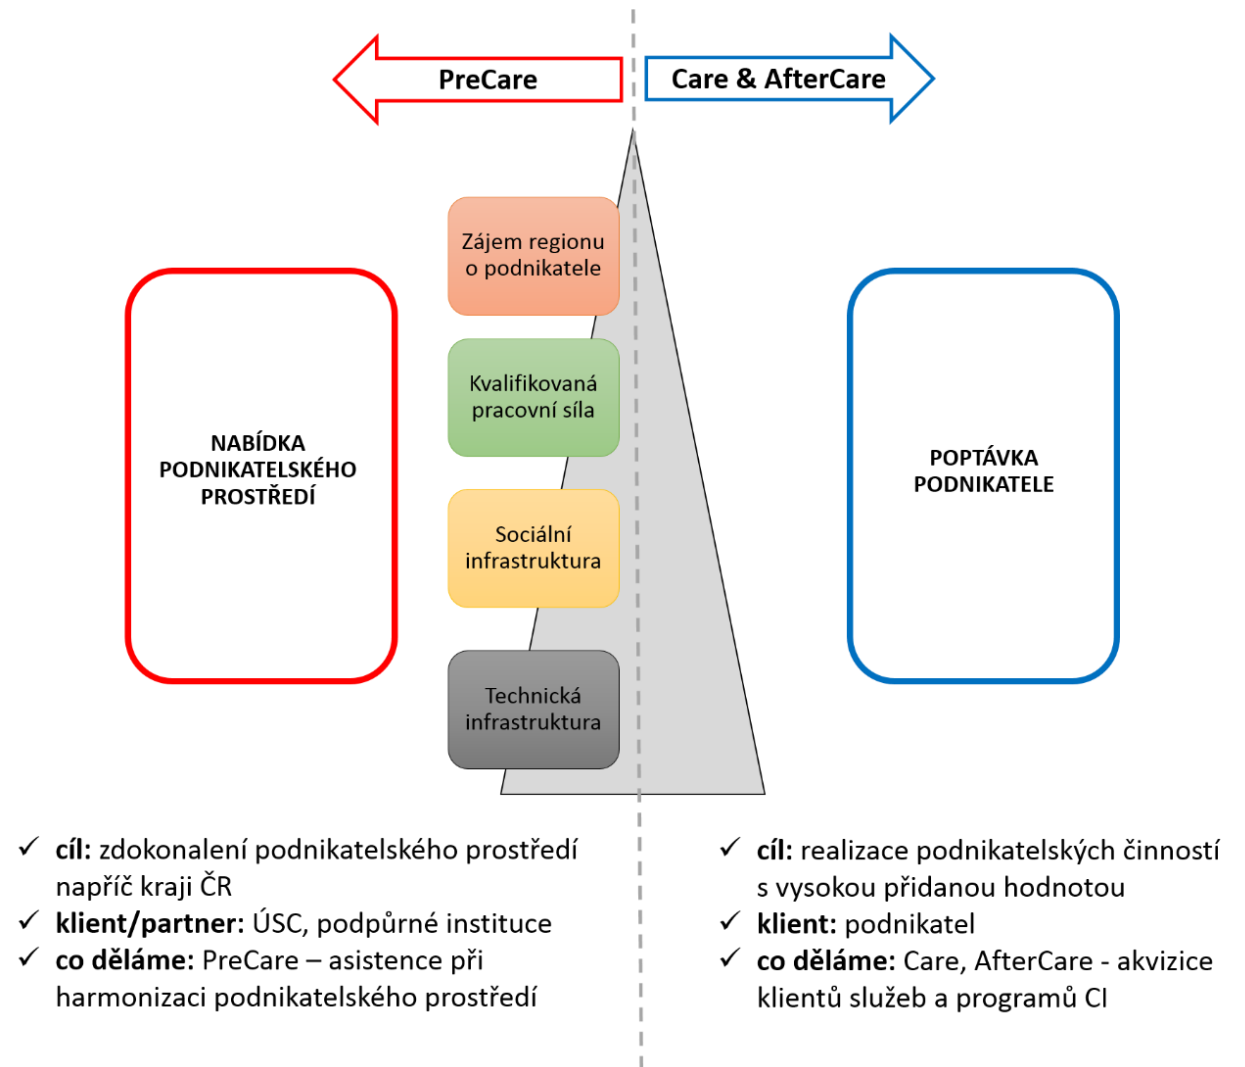 PreCare
Care & AfterCare
Zájem regionu
o podnikatele
Kvalifikovaná
pracovní síla
NABÍDKA
PODNIKATELSKÉHO
PROSTŘEDÍ
POPTÁVKA
PODNIKATELE
Sociální
infrastruktura
Technická
infrastruktura
✓ cíl: zdokonalení podnikatelského prostředí
napříč kraji ČR
✓ klient/partner: ÚSC, podpůrné instituce
✓ co děláme: PreCare – asistence při
harmonizaci podnikatelského prostředí
✓ cíl: realizace podnikatelských činností
s vysokou přidanou hodnotou
✓ klient: podnikatel
✓ co děláme: Care, AfterCare - akvizice
klientů služeb a programů CI